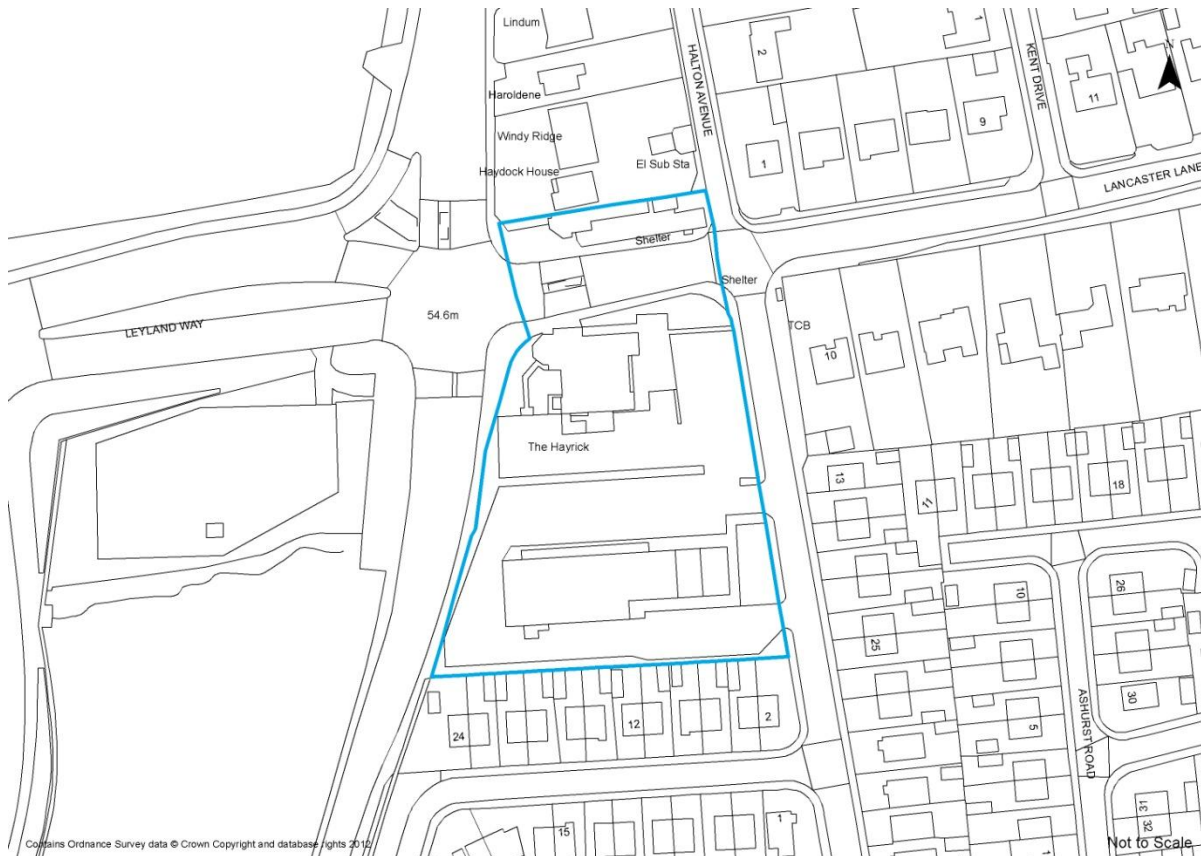 Lindum
HALTON AVENUE
2
1
KENT DRIVE
N
Haroldene
11
9
Windy Ridge
El Sub Sta
1
Haydock House
LANCASTER LANE
Shelter
Shelter
54.6m
LEYLAND WAY
TCB
10
The Hayrick
13
11
18
10
26
25
ASHURST ROAD
30
5
24
12
2
15
1
31
32
1
Contains Ordnance Survey data © Crown Copyright and database rights 2012
Not to Scale